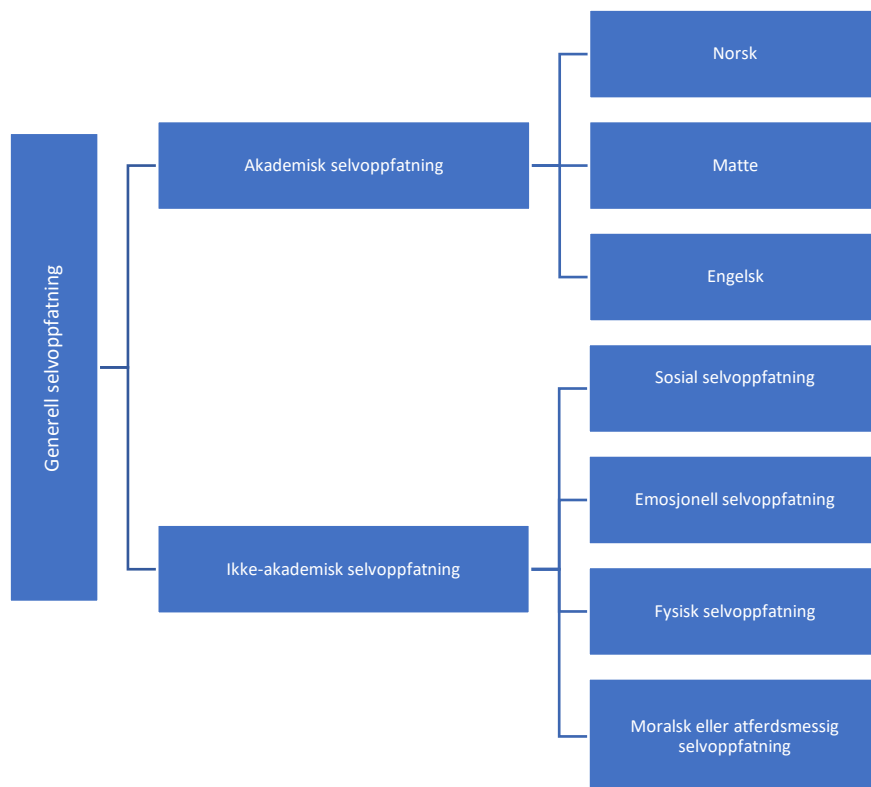 Generell selvoppfatning
Akademisk selvoppfatning
Norsk
Matte
Engelsk
Ikke-akademisk selvoppfatning
Sosial selvoppfatning
Emosjonell selvoppfatning
Fysisk selvoppfatning
Moralsk eller atferdsmessig
selvoppfatning